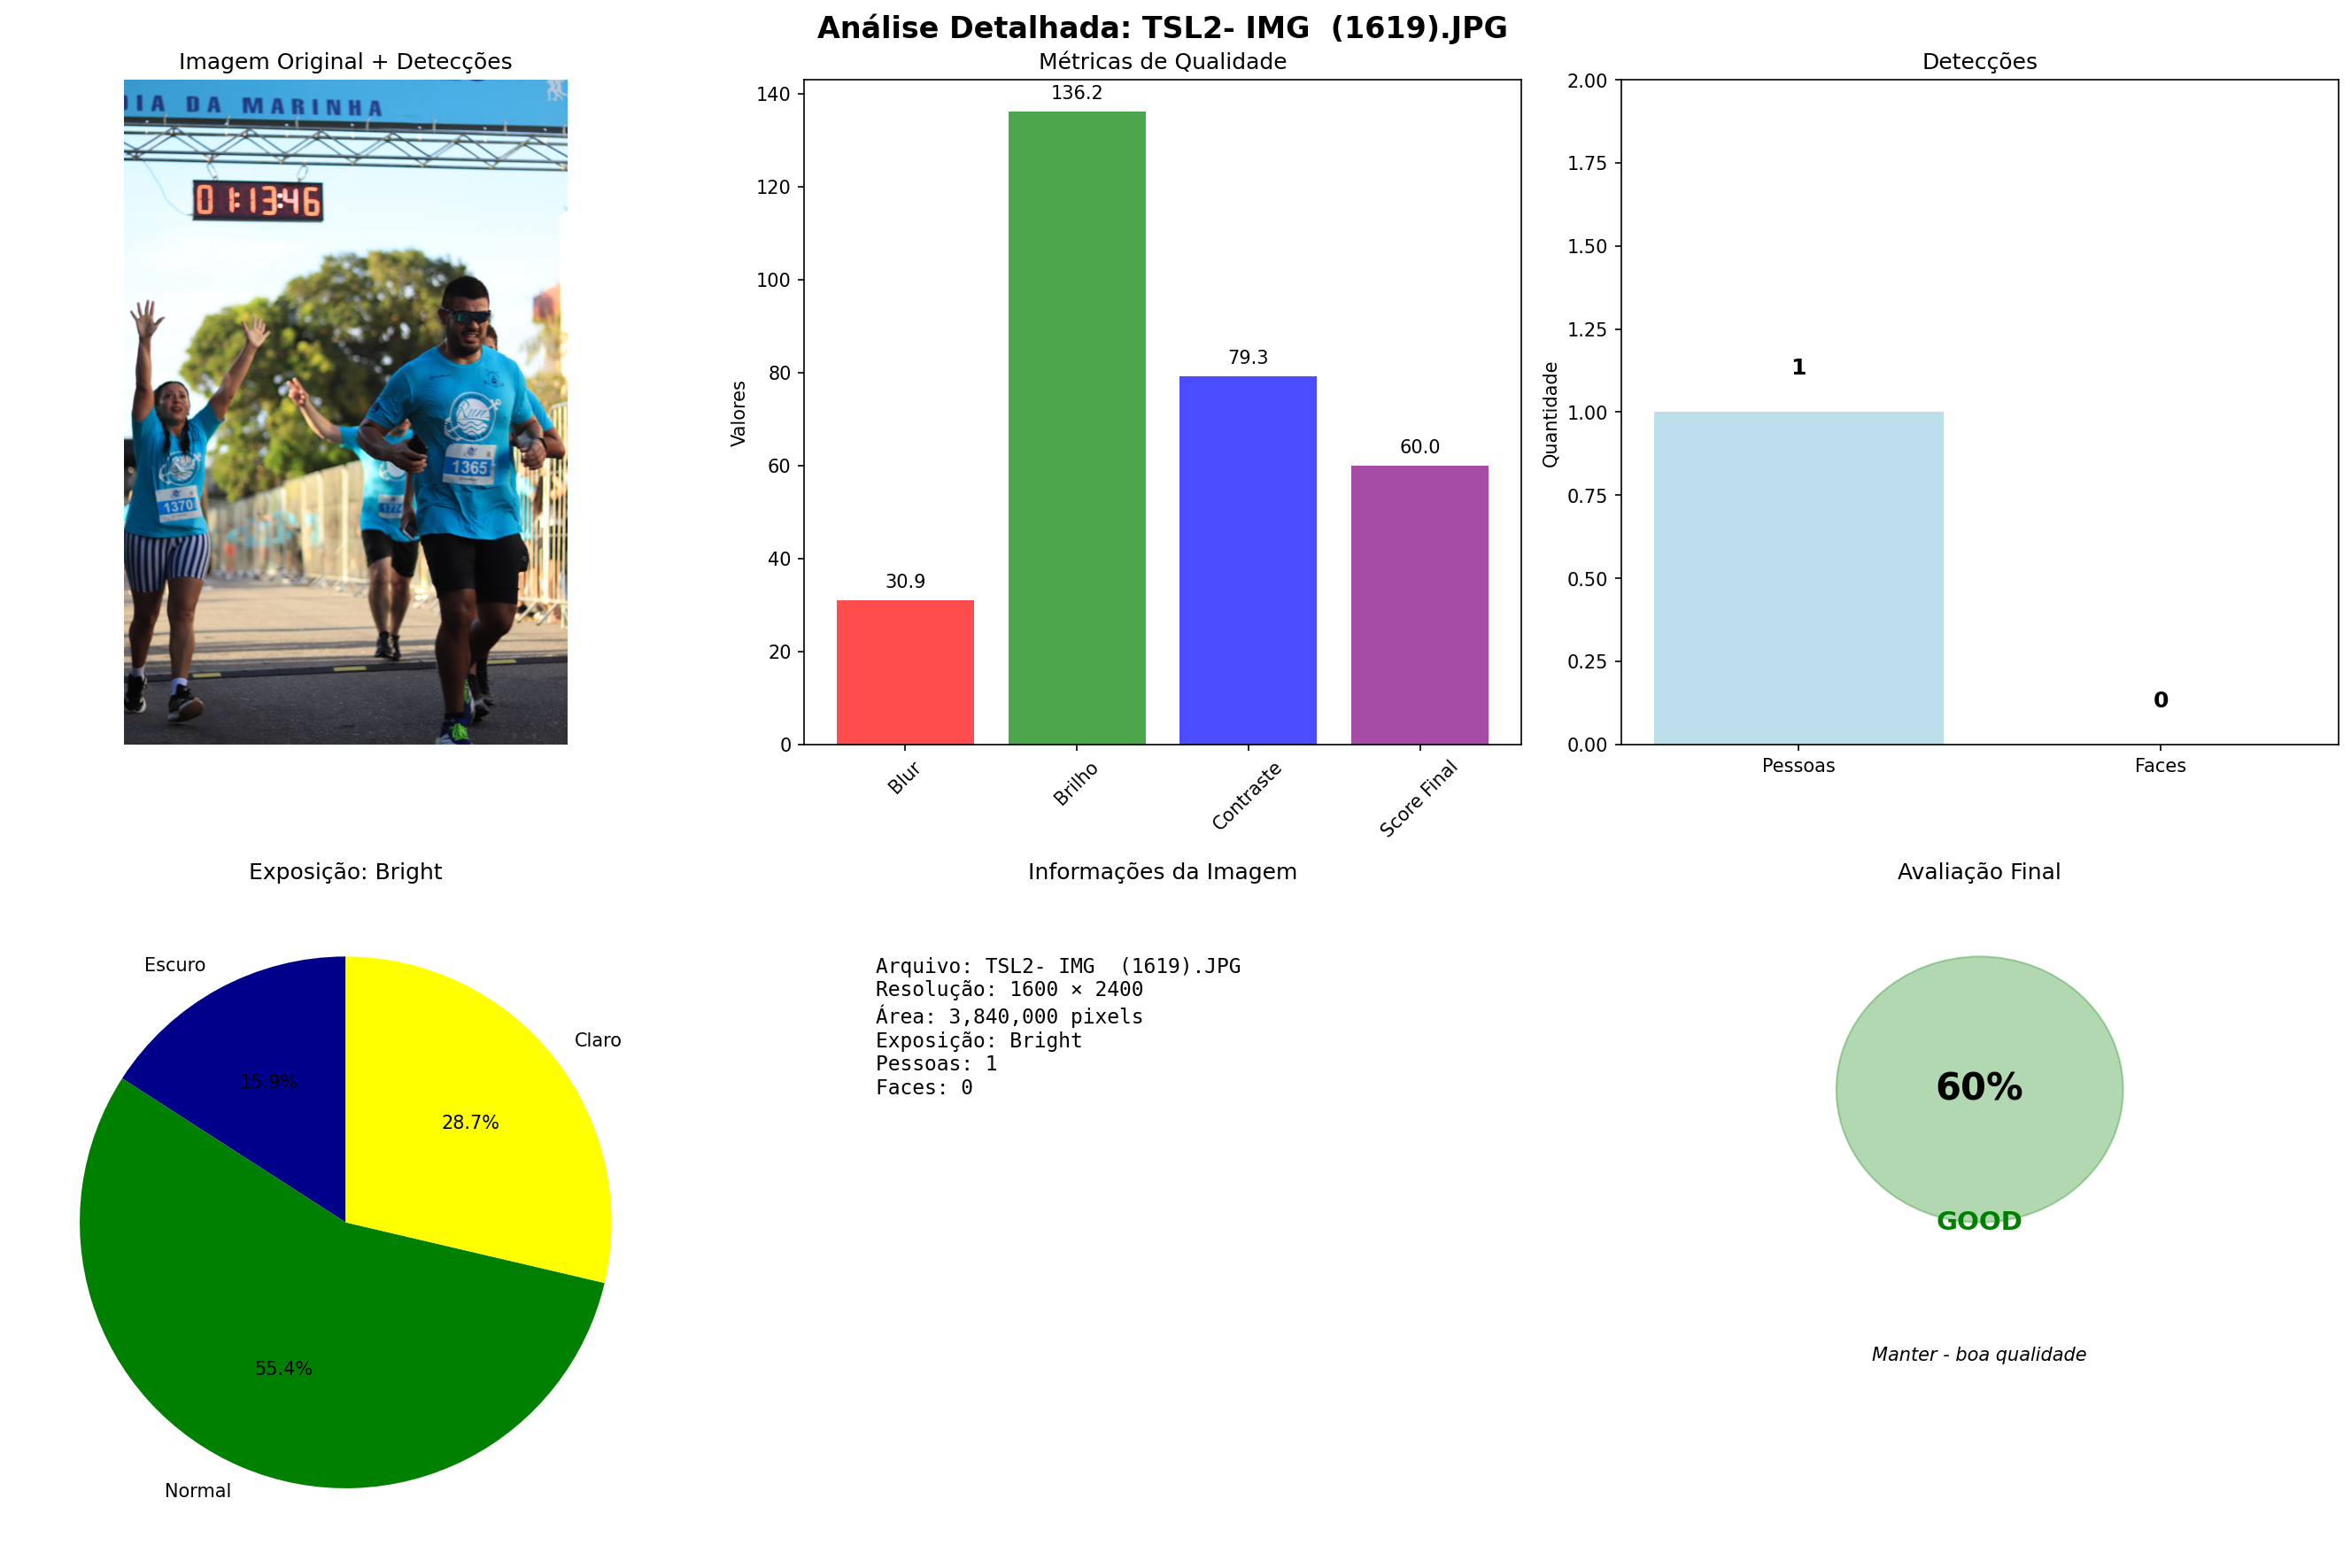 Análise Detalhada: TSL2- IMG  (1619).JPG
Imagem Original + Detecções
DIA DA MARINHA
01:13:46
Run
1365
1370
1774
Métricas de Qualidade
Valores
140
120
100
80
60
40
20
0
30.9
136.2
79.3
60.0
Blur
Brilho
Contraste
Score Final
Detecções
Quantidade
2.00
1.75
1.50
1.25
1.00
0.75
0.50
0.25
0.00
1
0
Pessoas
Faces
Exposição: Bright
Escuro
15.9%
Claro
28.7%
55.4%
Normal
Informações da Imagem
Arquivo: TSL2- IMG  (1619).JPG
Resolução: 1600 × 2400
Área: 3,840,000 pixels
Exposição: Bright
Pessoas: 1
Faces: 0
Avaliação Final
60%
GOOD
Manter - boa qualidade